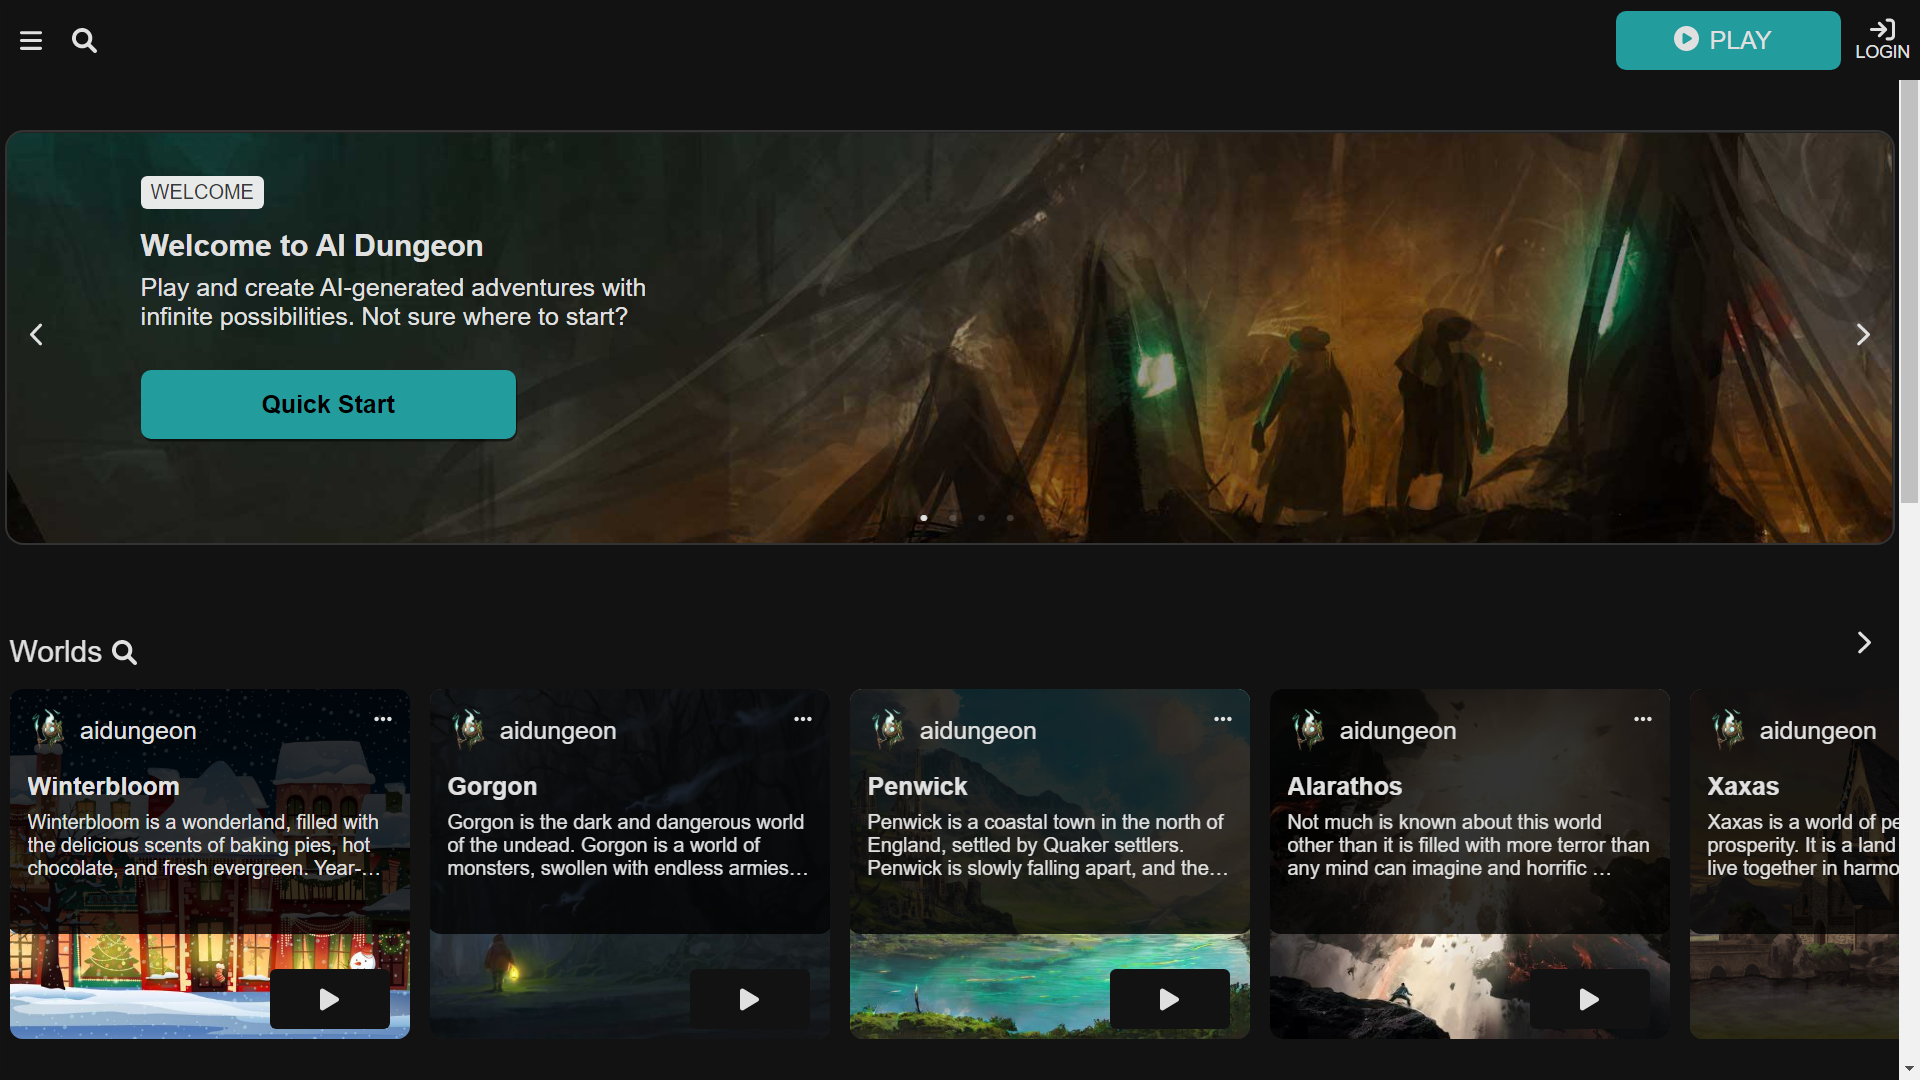 PLAY
LOGIN
WELCOME
Welcome to AI Dungeon
Play and create AI-generated adventures with
infinite possibilities. Not sure where to start?
Quick Start
Worlds
aidungeon
Winterbloom
Winterbloom is a wonderland, filled with
the delicious scents of baking pies, hot
chocolate, and fresh evergreen. Year-...
aidungeon
Gorgon
Gorgon is the dark and dangerous world
of the undead. Gorgon is a world of
monsters, swollen with endless armies...
aidungeon
Penwick
Penwick is a coastal town in the north of
England, settled by Quaker settlers.
Penwick is slowly falling apart, and the...
aidungeon
Alarathos
Not much is known about this world
other than it is filled with more terror than
any mind can imagine and horrific ...
aidungeon
Xaxas
Xaxas is a world of pe
prosperity. It is a land
live together in harmo